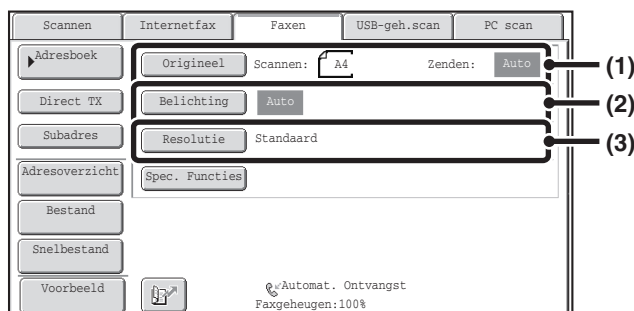 Scannen Internetfax Faxen USB-geh.scan PC scan
Adresboek
Origineel Scannen: A4 Zenden: Auto (1)
Direct TX
Belichting Auto (2)
Subadres
Resolutie Standaard (3)
Adresoverzicht
Spec. Functies
Bestand
Snelbestand
Voorbeeld
Automat. Ontvangst
Faxgeheugen:100%